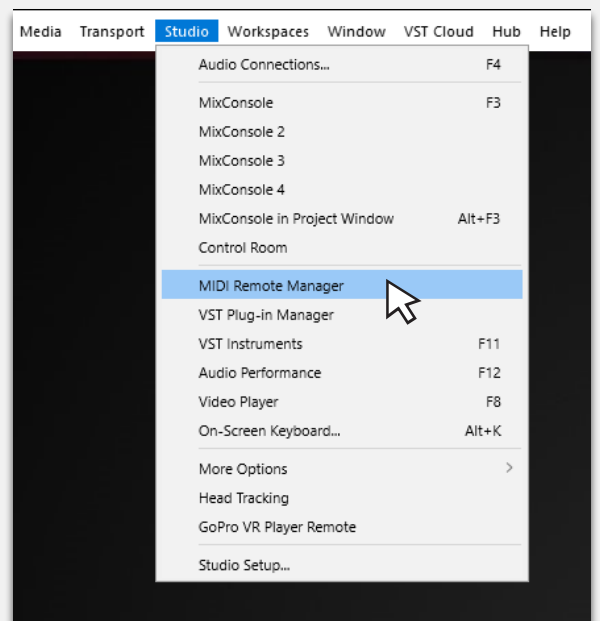 Media Transport Studio Workspaces Window VST Cloud Hub Help
Audio Connections... F4
MixConsole F3
MixConsole 2
MixConsole 3
MixConsole 4
MixConsole in Project Window Alt+F3
Control Room
MIDI Remote Manager
VST Plug-in Manager
VST Instruments F11
Audio Performance F12
Video Player F8
On-Screen Keyboard... Alt+K
More Options >
Head Tracking
GoPro VR Player Remote
Studio Setup...